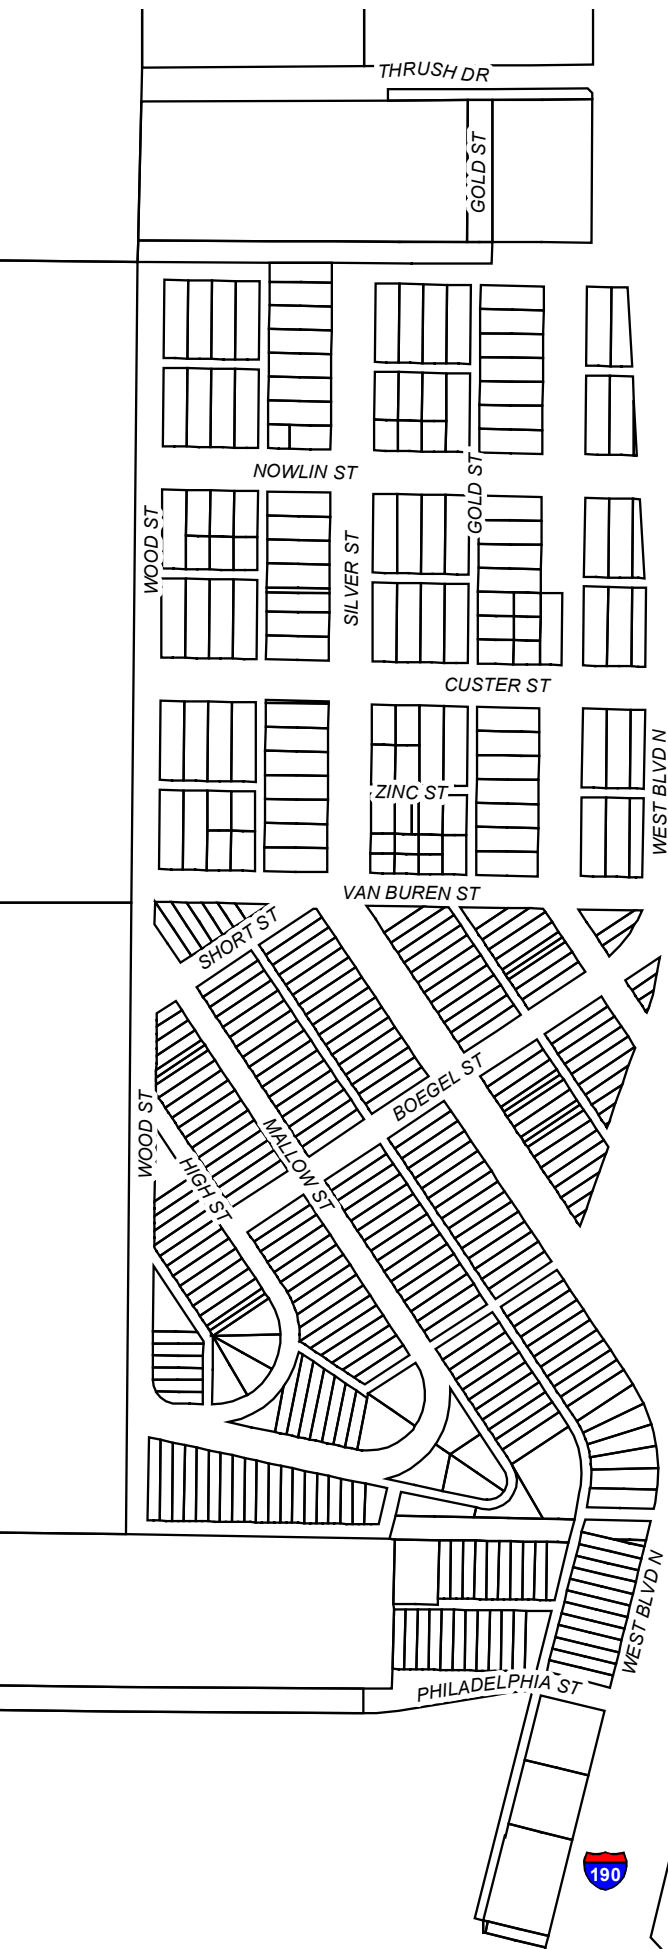 THRUSH DR
GOLD ST
NOWLIN ST
GOLD ST
WOOD ST
SILVER ST
CUSTER ST
WEST BLVD N
ZINC ST
VAN BUREN ST
SHORT ST
BOEGEL ST
WOOD ST
MALLOW ST
HIGH ST
WEST BLVD N
PHILADELPHIA ST
190